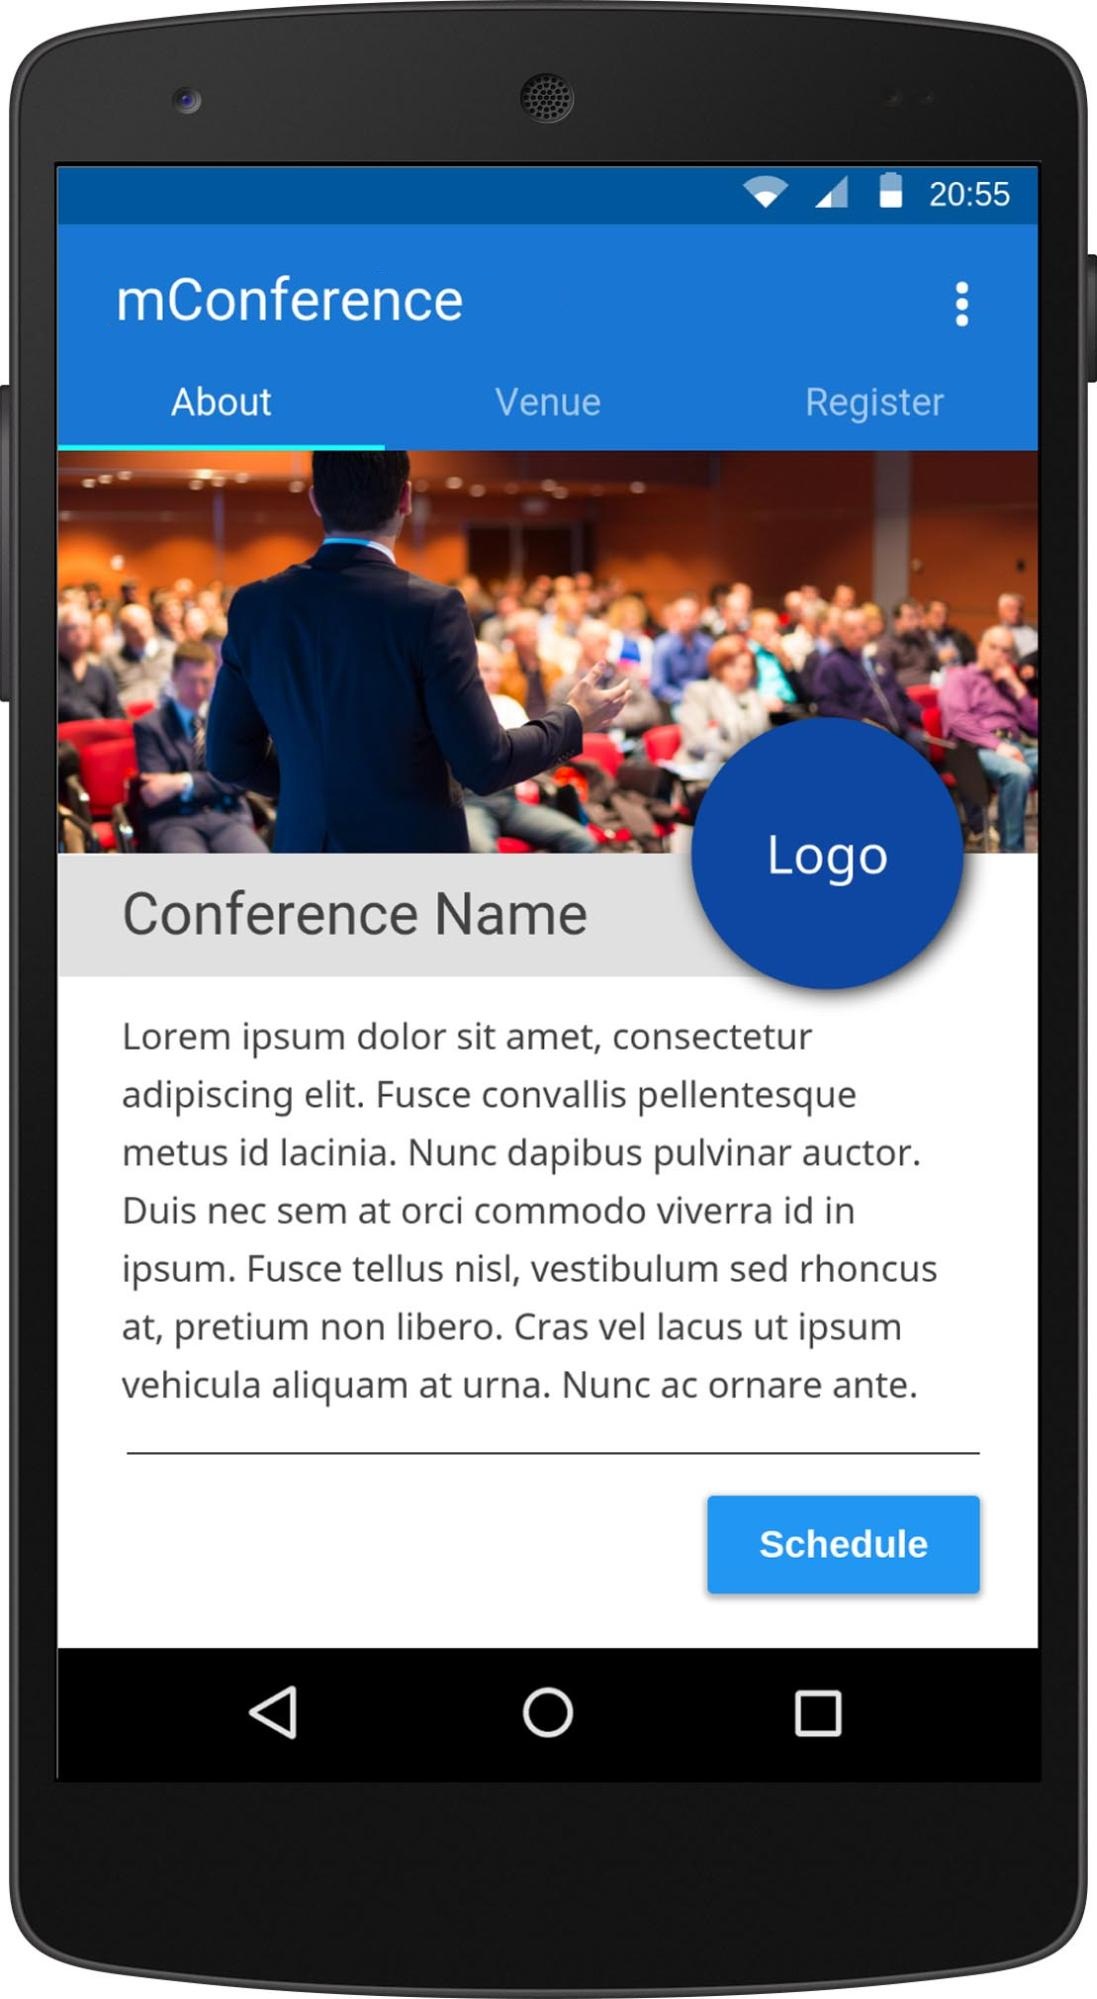 20:55
mConference
About Venue Register
Logo
Conference Name
Lorem ipsum dolor sit amet, consectetur
adipiscing elit. Fusce convallis pellentesque
metus id lacinia. Nunc dapibus pulvinar auctor.
Duis nec sem at orci commodo viverra id in
ipsum. Fusce tellus nisl, vestibulum sed rhoncus
at, pretium non libero. Cras vel lacus ut ipsum
vehicula aliquam at urna. Nunc ac ornare ante.
Schedule